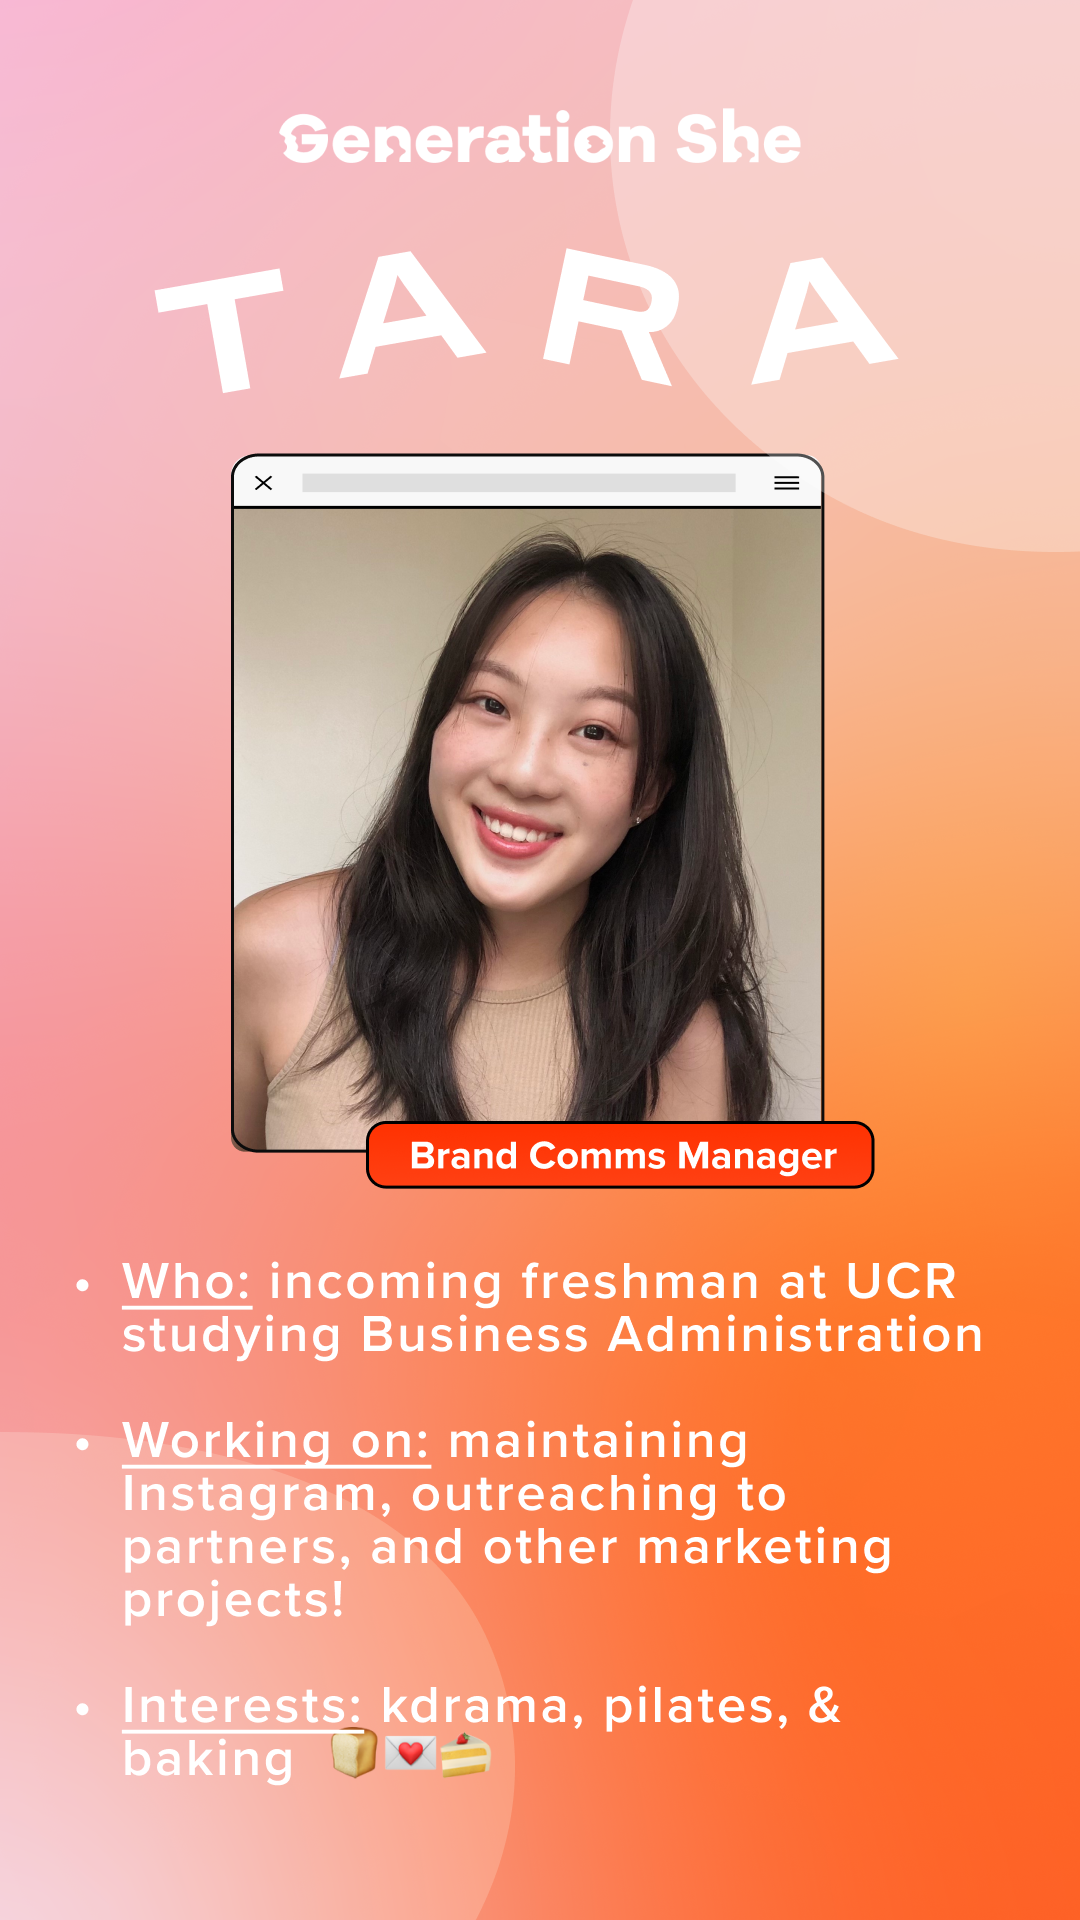 Generation She
TARA
Brand Comms Manager
• Who: incoming freshman at UCR
studying Business Administration
• Working on: maintaining
Instagram, outreaching to
partners, and other marketing
projects!
• Interests: kdrama, pilates, &
baking 🍞💌🍰